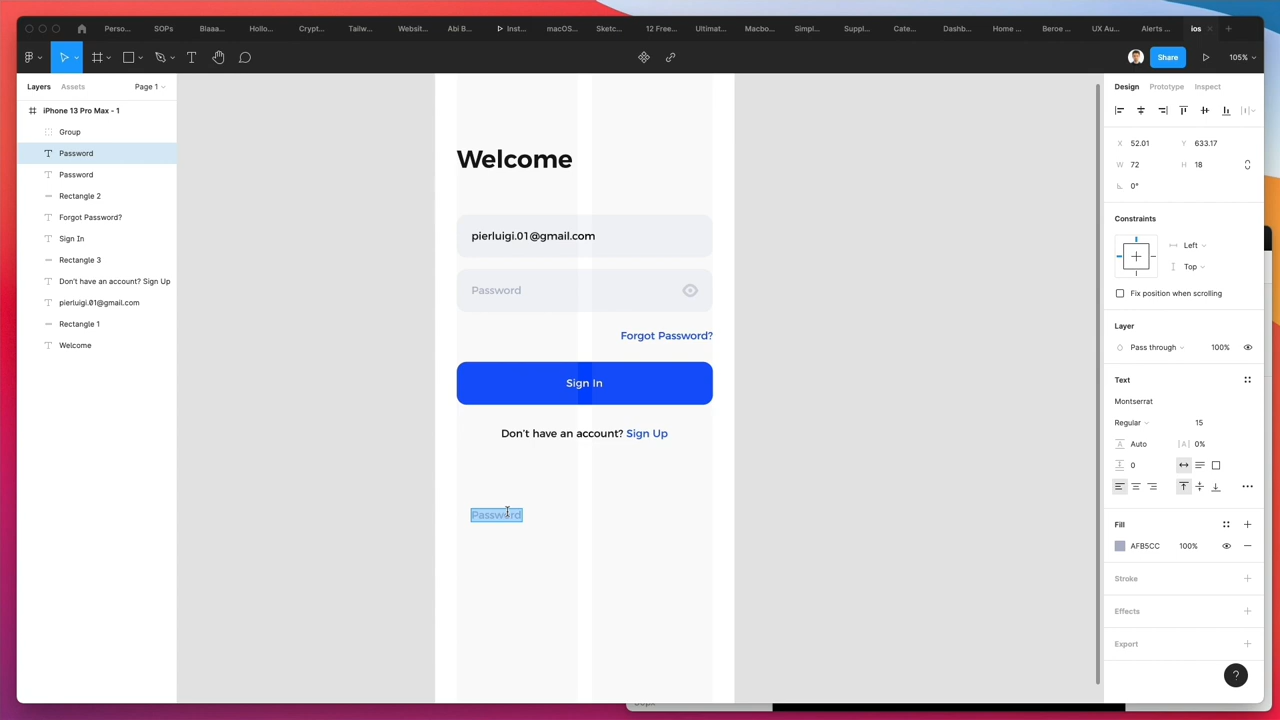 Perso...
SOPs
Blaaa...
Hollo...
Crypt...
Tailw...
Websit...
Abi B...
Inst...
macOS...
Sketc...
12 Free...
Ultimat...
Macbo...
Simpl...
Suppl...
Cate...
Dashb...
Home ...
Beroe ...
UX Au...
Alerts ...
ios
Share
105%
Layers
Assets
Page 1
iPhone 13 Pro Max - 1
Group
Password
Password
Rectangle 2
Forgot Password?
Sign In
Rectangle 3
Don't have an account? Sign Up
pierluigi.01@gmail.com
Rectangle 1
Welcome
Welcome
pierluigi.01@gmail.com
Password
Forgot Password?
Sign In
Don't have an account? Sign Up
Password
Design
Prototype
Inspect
X 52.01 Y 633.17
W 72 H 18
0°
Constraints
Left
Top
Fix position when scrolling
Layer
Pass through 100%
Text
Montserrat
Regular 15
A Auto |A| 0%
0
Fill
AFB5CC 100%
Stroke
Effects
Export
?